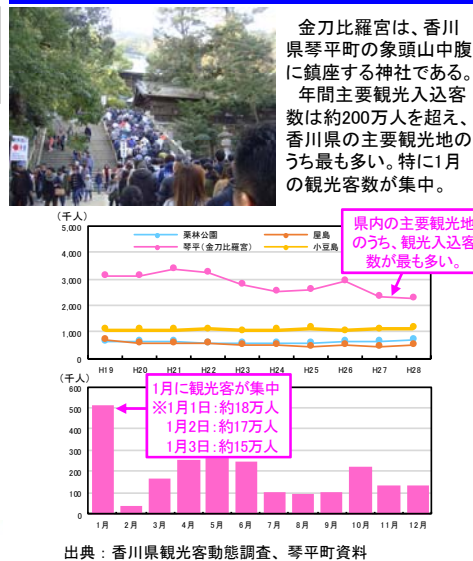 金刀比羅宮は、香川
県琴平町の象頭山中腹
に鎮座する神社である。
年間主要観光入込客
数は約200万人を超え、
香川県の主要観光地の
うち最も多い。特に1月
の観光客数が集中。
(千人)
5,000
4,000
3,000
2,000
1,000
0
栗林公園
屋島
琴平(金刀比羅宮)
小豆島
県内の主要観光地
のうち、観光入込客
数が最も多い。
H19 H20 H21 H22 H23 H24 H25 H26 H27 H28
(千人)
600
500
400
300
200
100
0
1月に観光客が集中
※1月1日:約18万人
1月2日:約17万人
1月3日:約15万人
1月 2月 3月 4月 5月 6月 7月 8月 9月 10月 11月 12月
出典:香川県観光客動態調査、琴平町資料